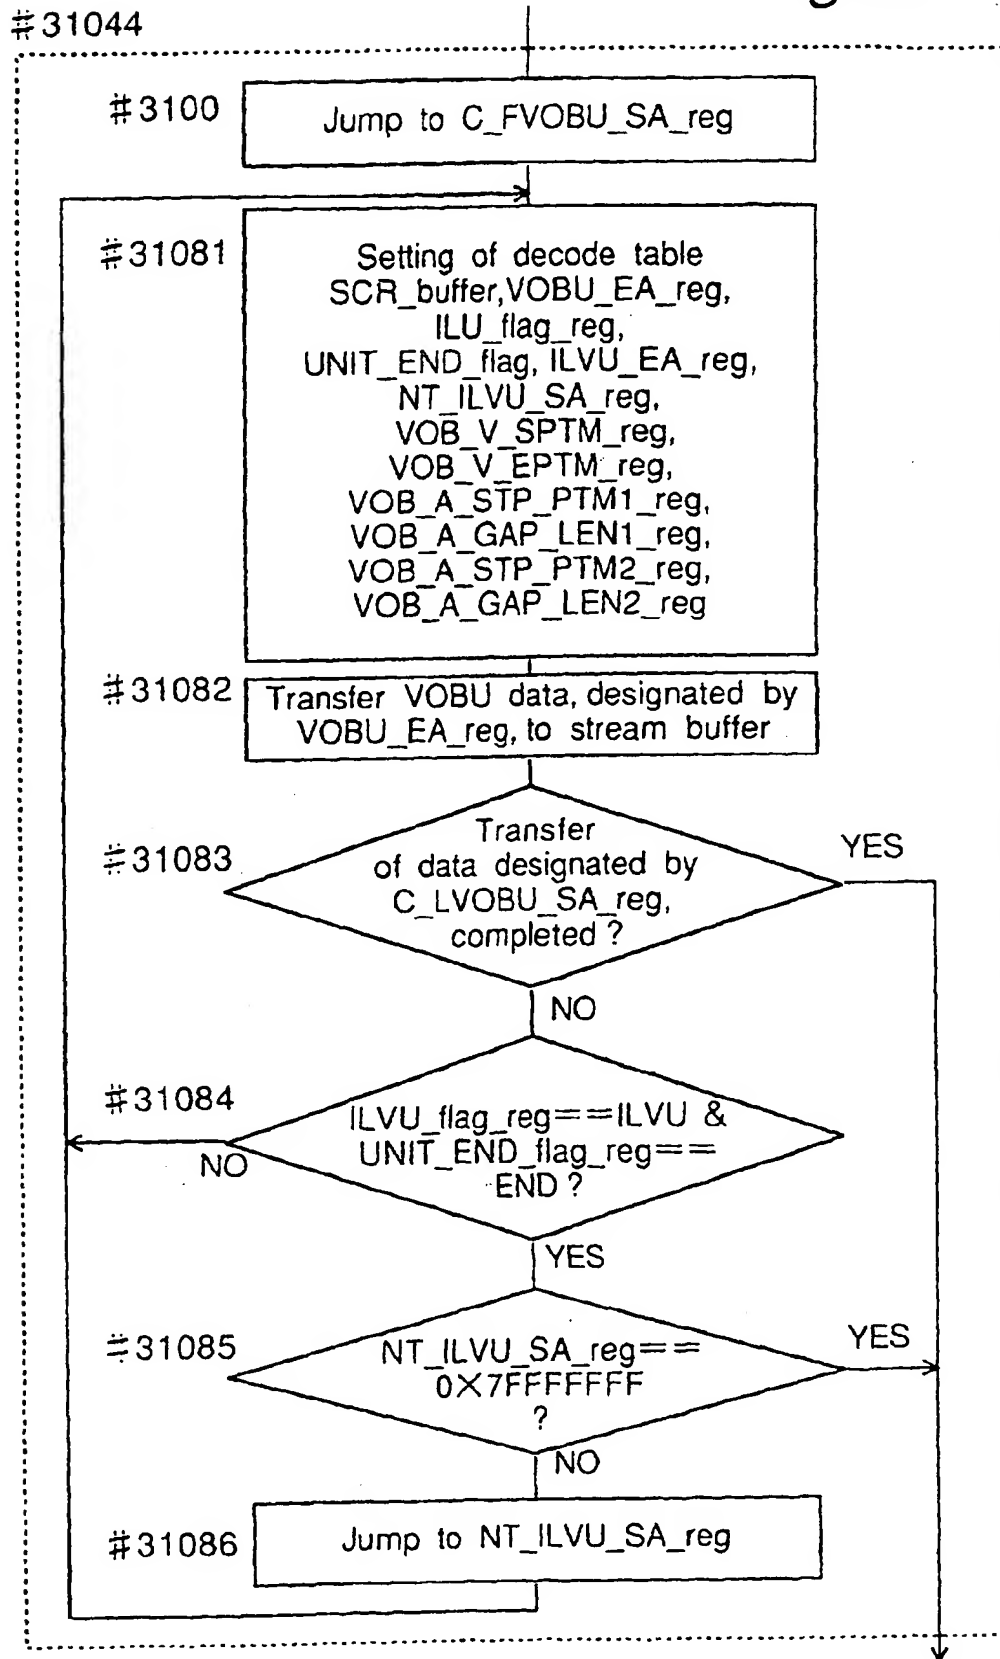 #31044
#3100
Jump to C_FVOBU_SA_reg
#31081
Setting of decode table
SCR_buffer,VOBU_EA_reg,
ILU_flag_reg,
UNIT_END_flag, ILVU_EA_reg,
NT_ILVU_SA_reg,
VOB_V_SPTM_reg,
VOB_V_EPTM_reg,
VOB_A_STP_PTM1_reg,
VOB_A_GAP_LEN1_reg,
VOB_A_STP_PTM2_reg,
VOB_A_GAP_LEN2_reg
#31082
Transfer VOBU data, designated by
VOBU_EA_reg, to stream buffer
#31083
Transfer
of data designated by
C_LVOBU_SA_reg,
completed ?
YES
NO
#31084
ILVU_flag_reg==ILVU &
UNIT_END_flag_reg==
END ?
NO
YES
#31085
NT_ILVU_SA_reg==
0X7FFFFFFF
?
YES
NO
#31086
Jump to NT_ILVU_SA_reg